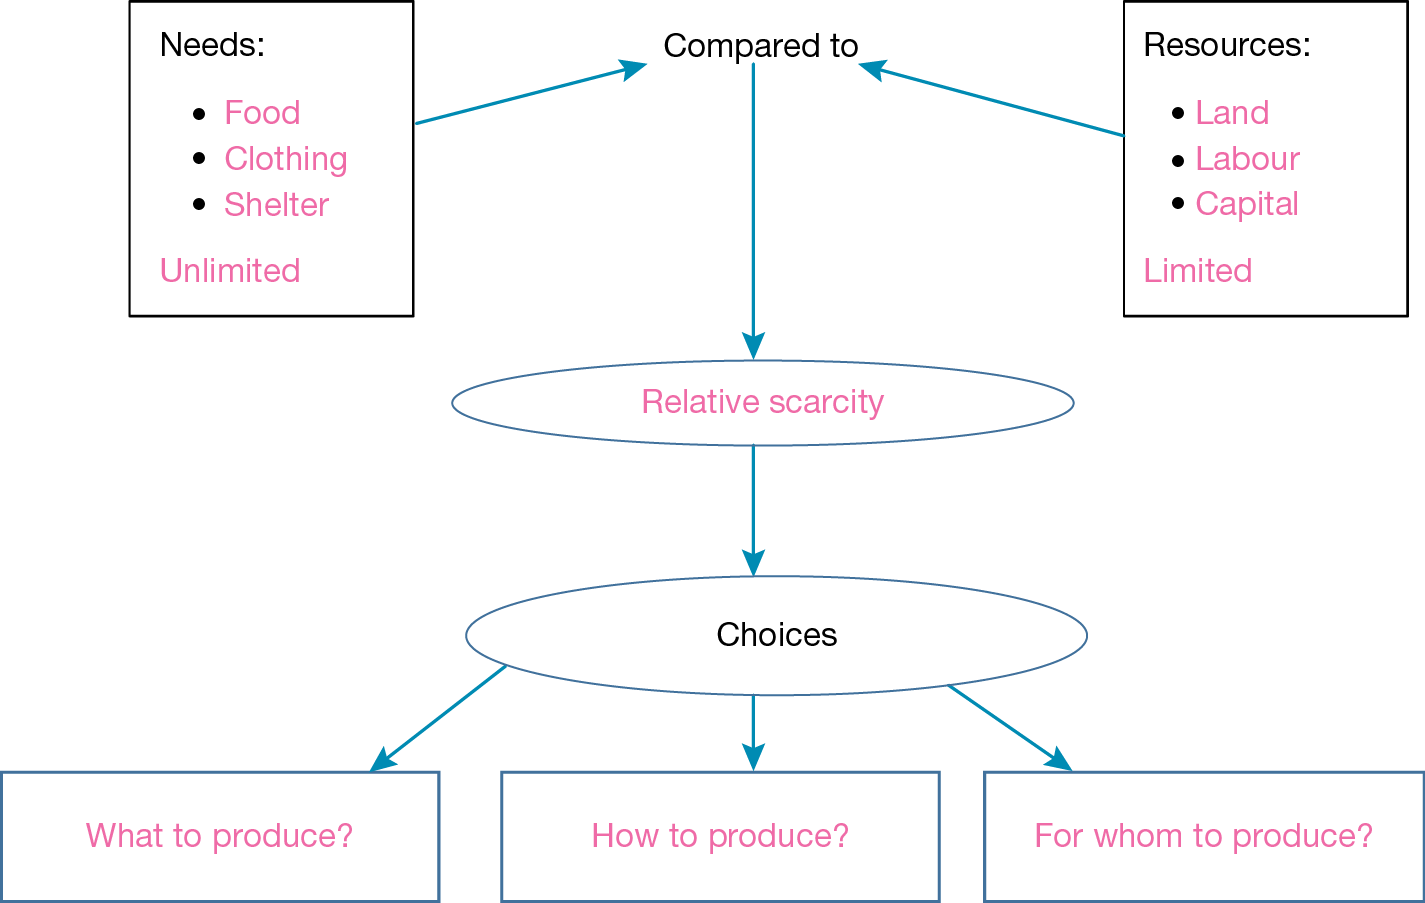 Needs:
• Food
• Clothing
• Shelter
Unlimited
Compared to
Resources:
• Land
• Labour
• Capital
Limited
Relative scarcity
Choices
What to produce?
How to produce?
For whom to produce?